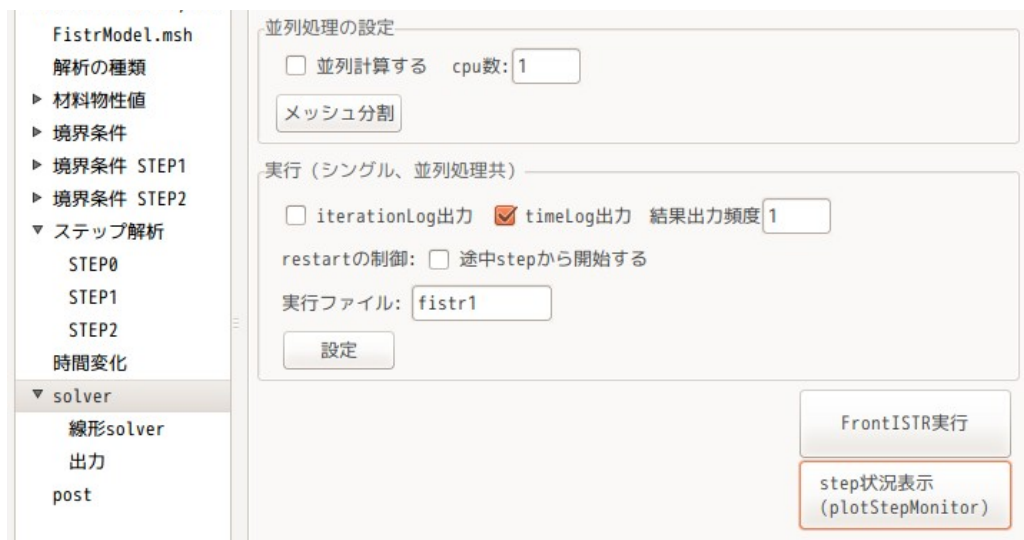 FistrModel.msh
解析の種類
材料物性値
境界条件
境界条件 STEP1
境界条件 STEP2
ステップ解析
STEP0
STEP1
STEP2
時間変化
solver
線形solver
出力
post
並列処理の設定
並列計算する cpu数: 1
メッシュ分割
実行（シングル、並列処理共）
iterationLog出力 timeLog出力 結果出力頻度 1
restartの制御: 途中stepから開始する
実行ファイル: fistr1
設定
FrontISTR実行
step状況表示
(plotStepMonitor)